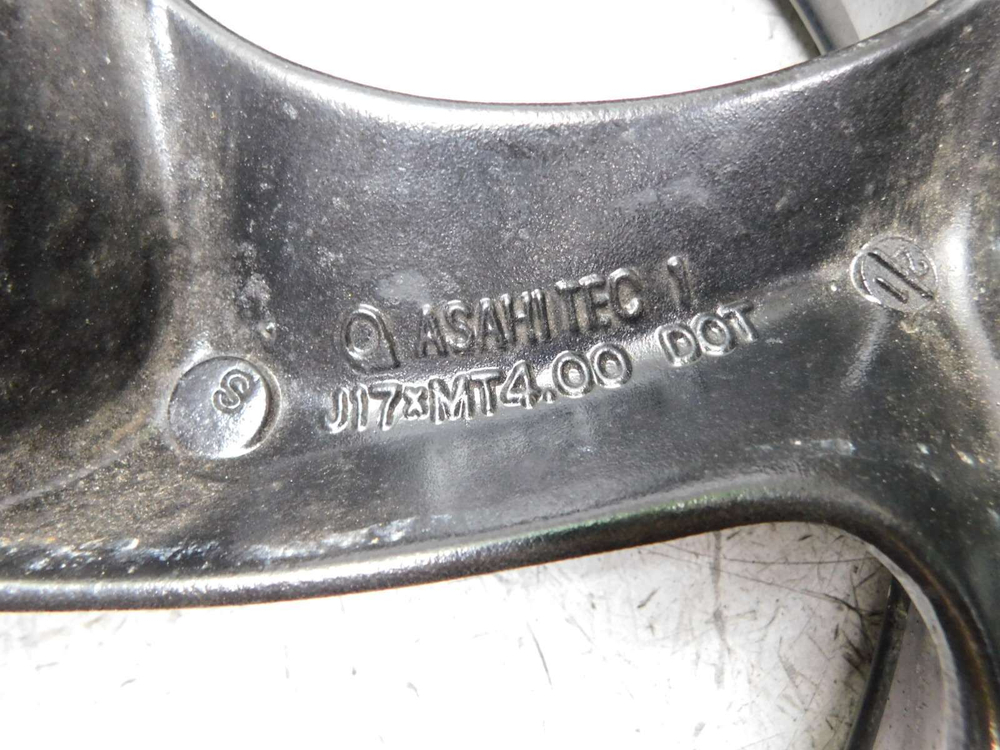 ASAHI TEC 1
J17×MT4.00 DOT
S